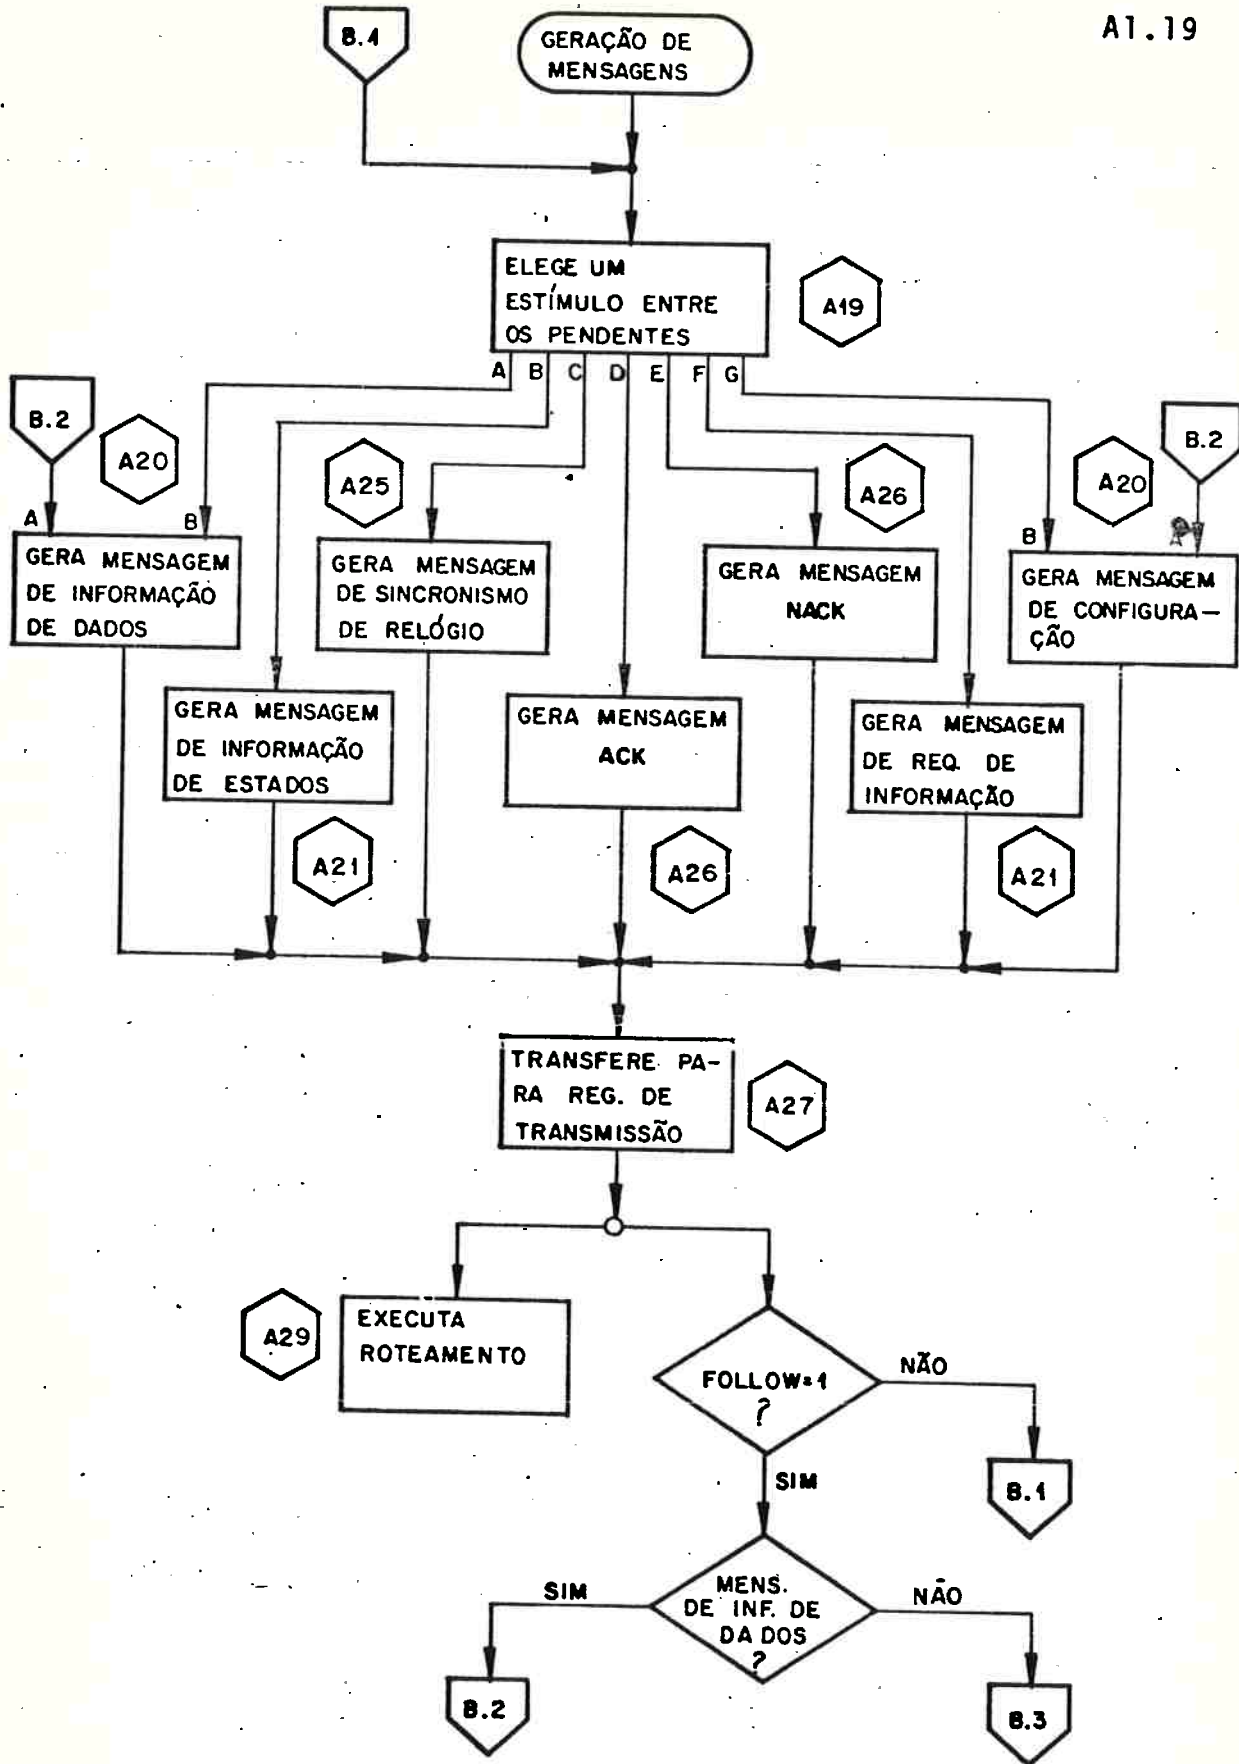 A1.19
B.1
GERAÇÃO DE
MENSAGENS
ELEGE UM
ESTÍMULO ENTRE
OS PENDENTES
A19
A B C D E F G
B.2
A20
A25
A26
A20
B.2
A
B
B
A
GERA MENSAGEM
DE INFORMAÇÃO
DE DADOS
GERA MENSAGEM
DE SINCRONISMO
DE RELÓGIO
GERA MENSAGEM
NACK
GERA MENSAGEM
DE CONFIGURA-
ÇÃO
GERA MENSAGEM
DE INFORMAÇÃO
DE ESTADOS
GERA MENSAGEM
ACK
GERA MENSAGEM
DE REQ. DE
INFORMAÇÃO
A21
A26
A21
TRANSFERE PA-
RA REG. DE
TRANSMISSÃO
A27
A29
EXECUTA
ROTEAMENTO
FOLLOW=1
?
NÃO
SIM
B.1
MENS.
DE INF. DE
DADOS
?
SIM
NÃO
B.2
B.3